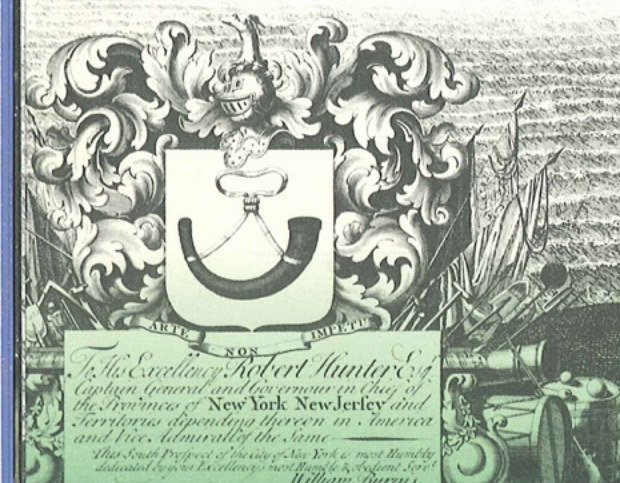 ARTE NON IMPETU
To His Excellency Robert Hunter Esqr
Captain General and Governour in Chief of
the Provinces of New York New Jersey and
Territories depending thereon in America
and Vice Admirall of the Same
This South Prospect of the City of New York is most Humbly
dedicated by your Excellency's most Humble & obedient Servt
William Burgis